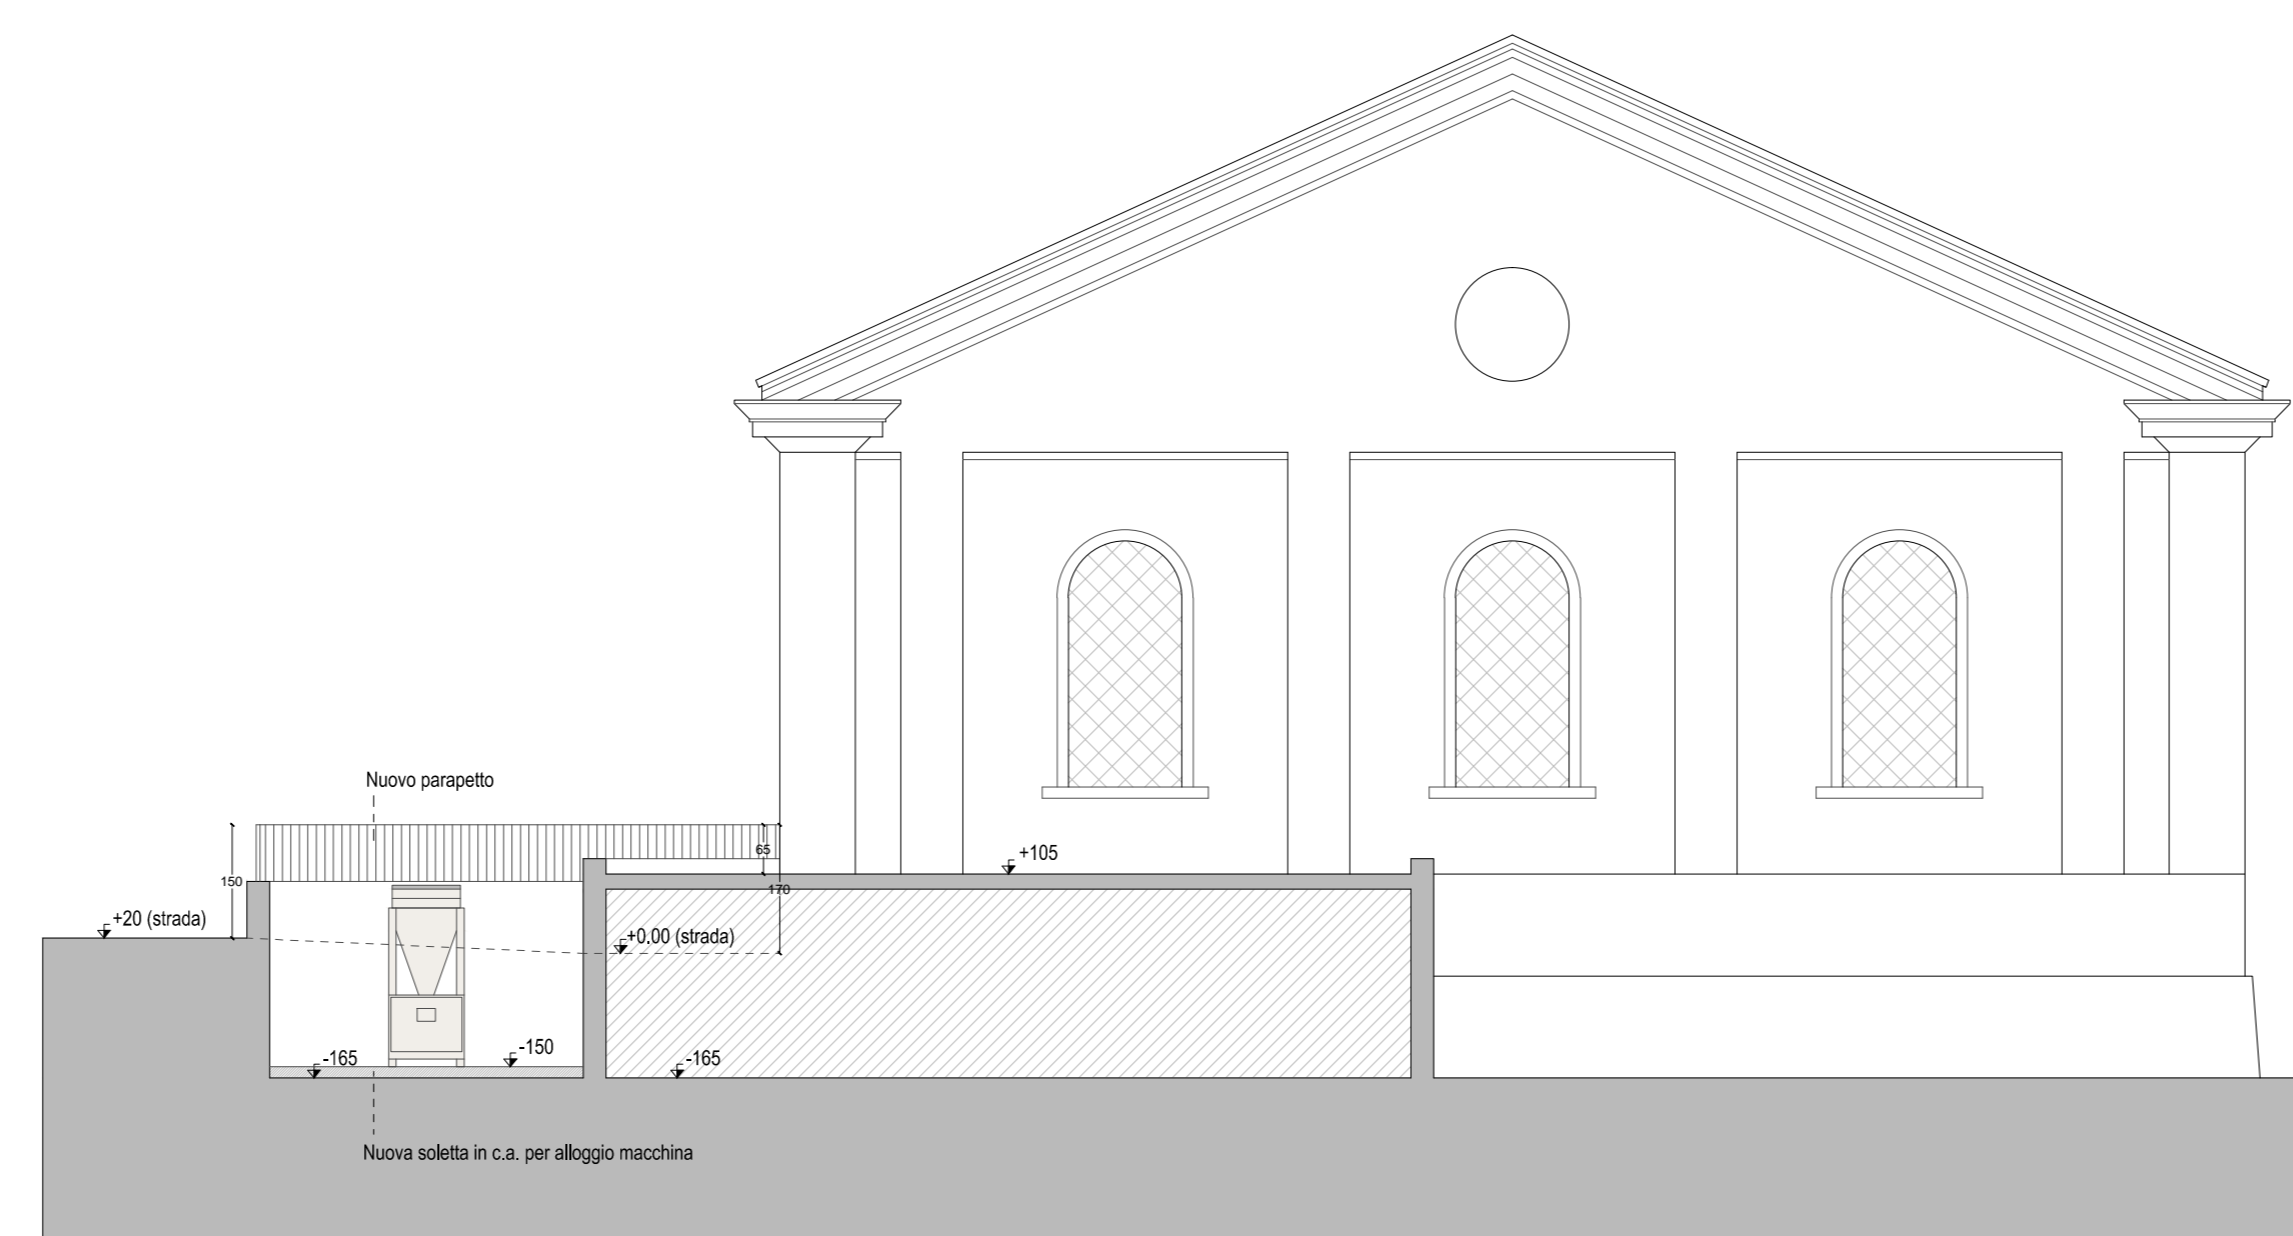 Nuovo parapetto
65
+105
150
170
+20 (strada)
+0.00 (strada)
-150
-165
-165
Nuova soletta in c.a. per alloggio macchina